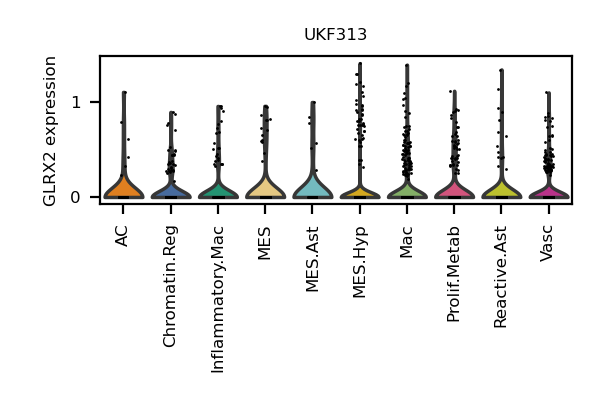 UKF313
GLRX2 expression
1
0
AC
Chromatin.Reg
Inflammatory.Mac
MES
MES.Ast
MES.Hyp
Mac
Prolif.Metab
Reactive.Ast
Vasc